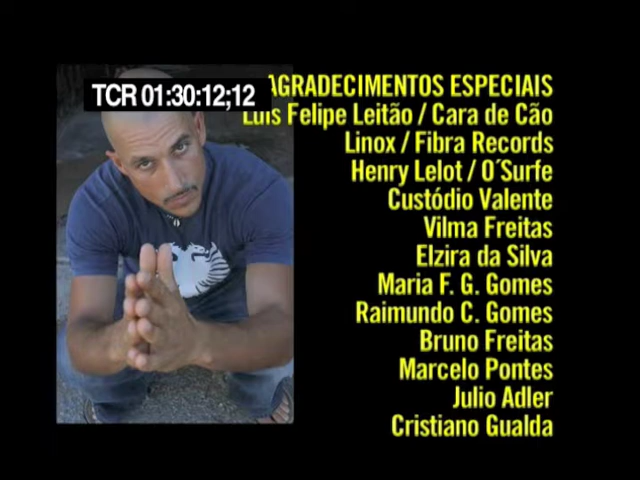 TCR 01:30:12;12
AGRADECIMENTOS ESPECIAIS
Luis Felipe Leitão / Cara de Cão
Linox / Fibra Records
Henry Lelot / O´Surfe
Custódio Valente
Vilma Freitas
Elzira da Silva
Maria F. G. Gomes
Raimundo C. Gomes
Bruno Freitas
Marcelo Pontes
Julio Adler
Cristiano Gualda